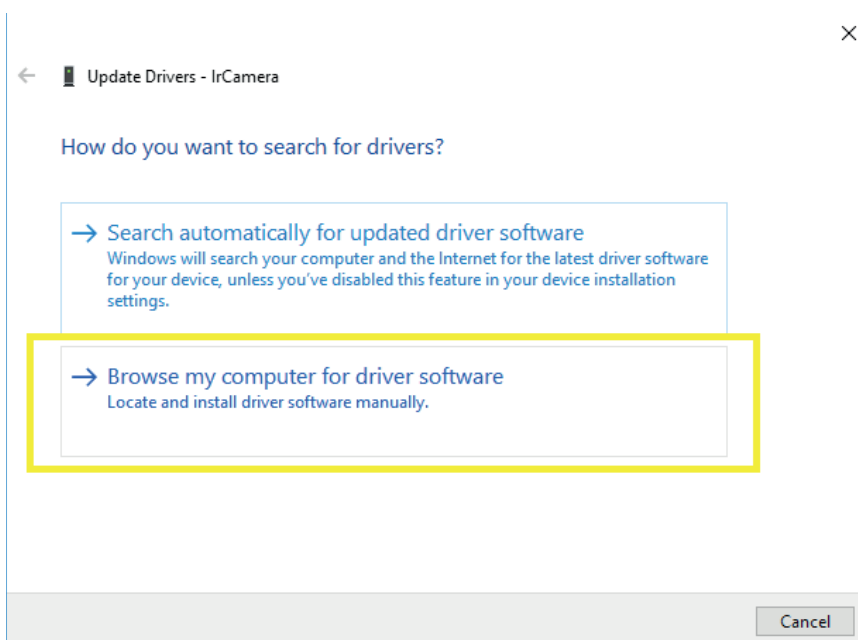 Update Drivers - IrCamera
How do you want to search for drivers?
Search automatically for updated driver software
Windows will search your computer and the Internet for the latest driver software
for your device, unless you've disabled this feature in your device installation
settings.
Browse my computer for driver software
Locate and install driver software manually.
Cancel